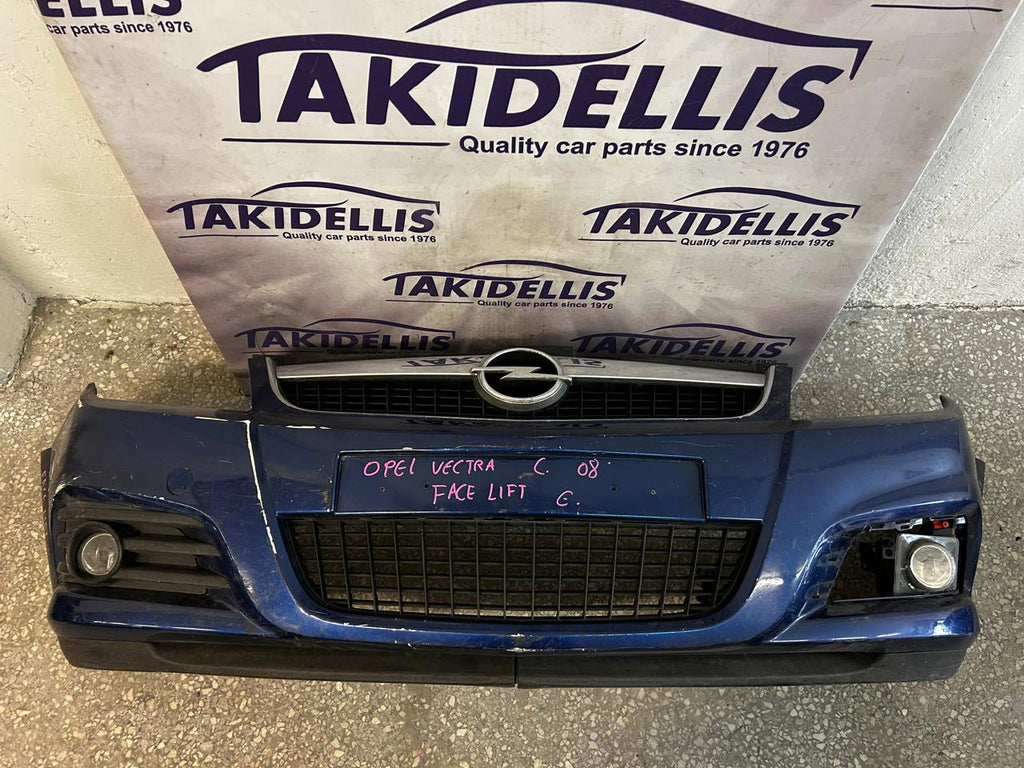 ELLIS
car parts since 1976
TAKIDELLIS
Quality car parts since 1976
TAKIDELLIS
Quality car parts since 1976
TAKIDELLIS
Quality car parts since 1976
TAKIDELLIS
Quality car parts since 1976
TAKIDELLIS
TAKIDELLIS
OPEL VECTRA C. 08
FACE LIFT